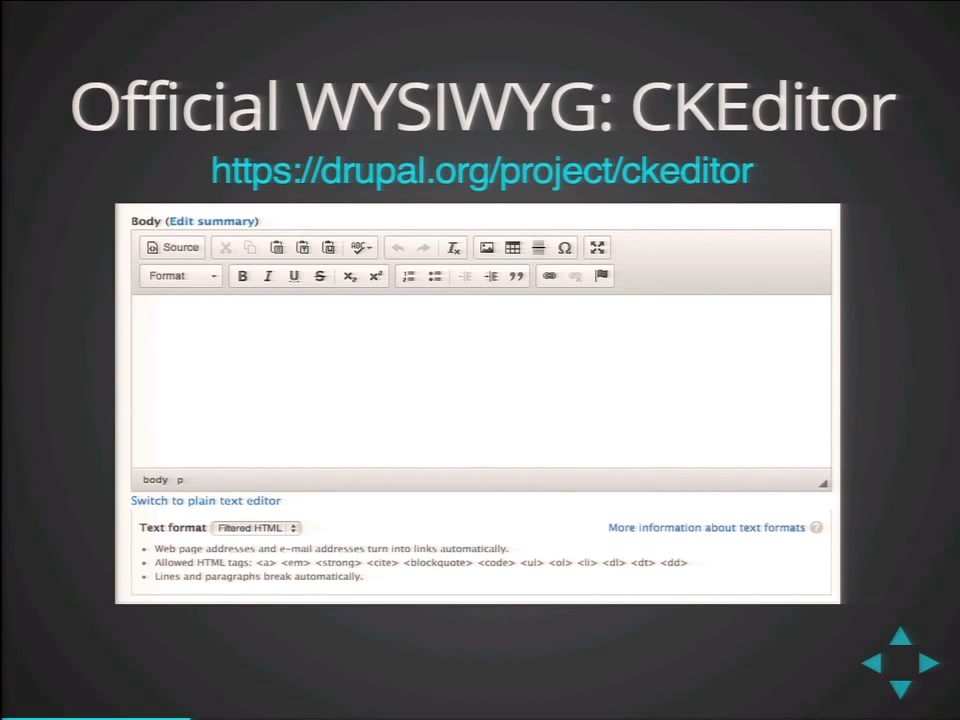 Official WYSIWYG: CKEditor
https://drupal.org/project/ckeditor
Body (Edit summary)
Source ABC
Format B I U S x₂ x²
body p
Switch to plain text editor
Text format Filtered HTML More information about text formats ?
• Web page addresses and e-mail addresses turn into links automatically.
• Allowed HTML tags: <a> <em> <strong> <cite> <blockquote> <code> <ul> <ol> <li> <dl> <dt> <dd>
• Lines and paragraphs break automatically.